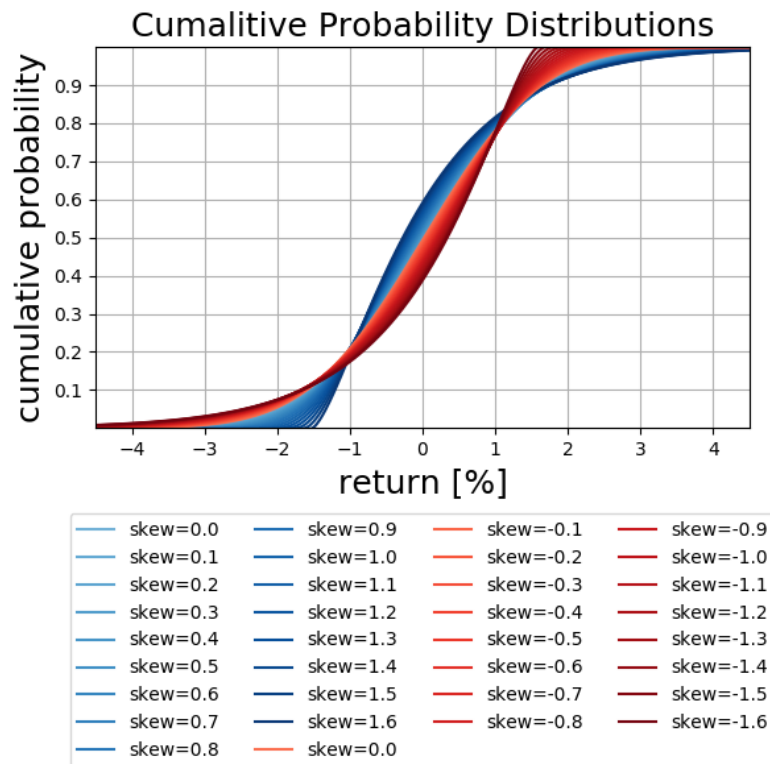 Cumalitive Probability Distributions
cumulative probability
0.9
0.8
0.7
0.6
0.5
0.4
0.3
0.2
0.1
−4 −3 −2 −1 0 1 2 3 4
return [%]
skew=0.0 skew=0.9 skew=-0.1 skew=-0.9
skew=0.1 skew=1.0 skew=-0.2 skew=-1.0
skew=0.2 skew=1.1 skew=-0.3 skew=-1.1
skew=0.3 skew=1.2 skew=-0.4 skew=-1.2
skew=0.4 skew=1.3 skew=-0.5 skew=-1.3
skew=0.5 skew=1.4 skew=-0.6 skew=-1.4
skew=0.6 skew=1.5 skew=-0.7 skew=-1.5
skew=0.7 skew=1.6 skew=-0.8 skew=-1.6
skew=0.8 skew=0.0